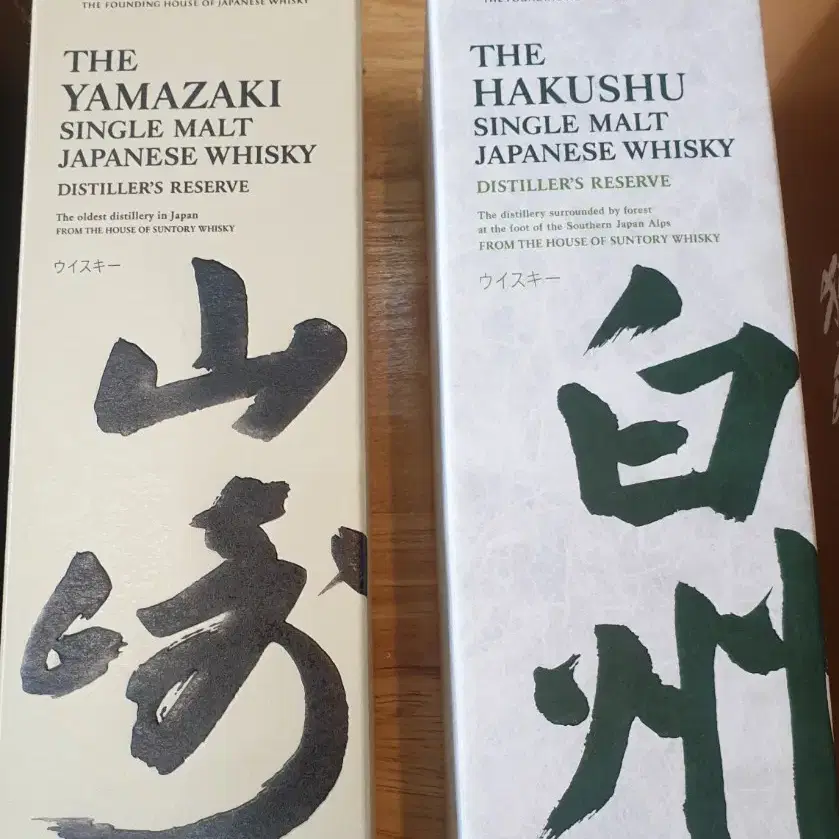 THE FOUNDING HOUSE OF JAPANESE WHISKY
THE
YAMAZAKI
SINGLE MALT
JAPANESE WHISKY
DISTILLER'S RESERVE
The oldest distillery in Japan
FROM THE HOUSE OF SUNTORY WHISKY
ウイスキー
山
崎
THE
HAKUSHU
SINGLE MALT
JAPANESE WHISKY
DISTILLER'S RESERVE
The distillery surrounded by forest
at the foot of the Southern Japan Alps
FROM THE HOUSE OF SUNTORY WHISKY
ウイスキー
白
州